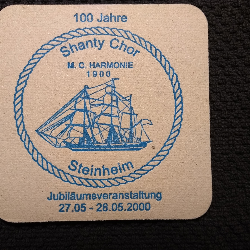 100 Jahre
Shanty Chor
M. G. HARMONIE
1900
Steinheim
Jubiläumsveranstaltung
27.05 - 28.05.2000